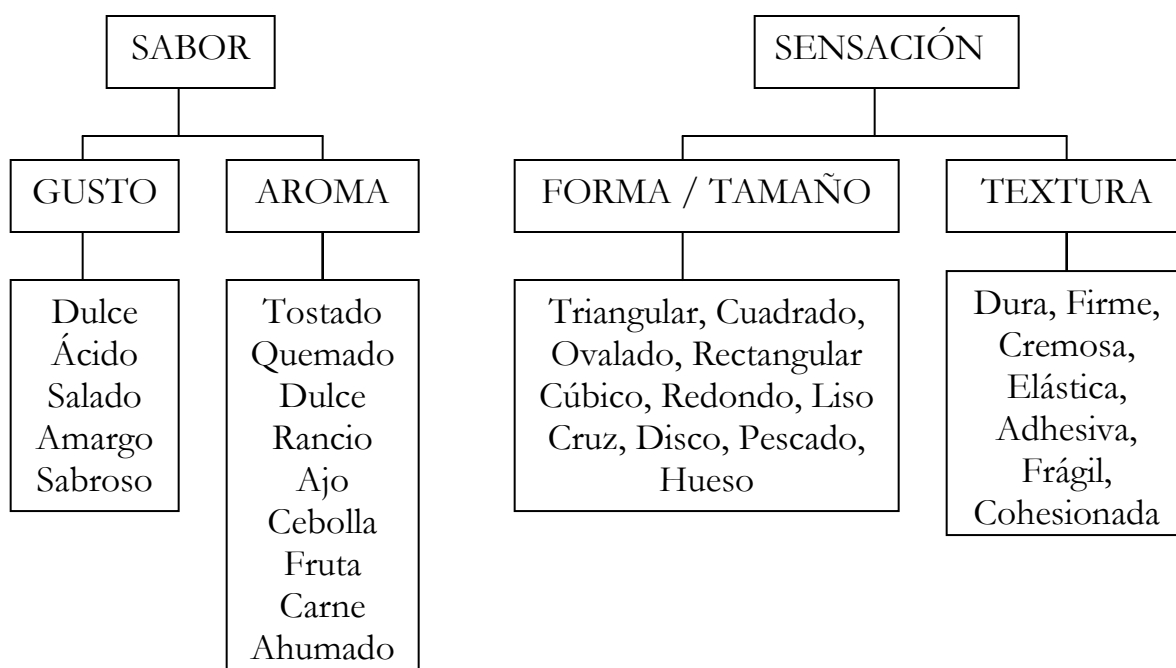 SABOR
SENSACIÓN
GUSTO
AROMA
FORMA / TAMAÑO
TEXTURA
Dulce
Ácido
Salado
Amargo
Sabroso
Tostado
Quemado
Dulce
Rancio
Ajo
Cebolla
Fruta
Carne
Ahumado
Triangular, Cuadrado,
Ovalado, Rectangular
Cúbico, Redondo, Liso
Cruz, Disco, Pescado,
Hueso
Dura, Firme,
Cremosa,
Elástica,
Adhesiva,
Frágil,
Cohesionada